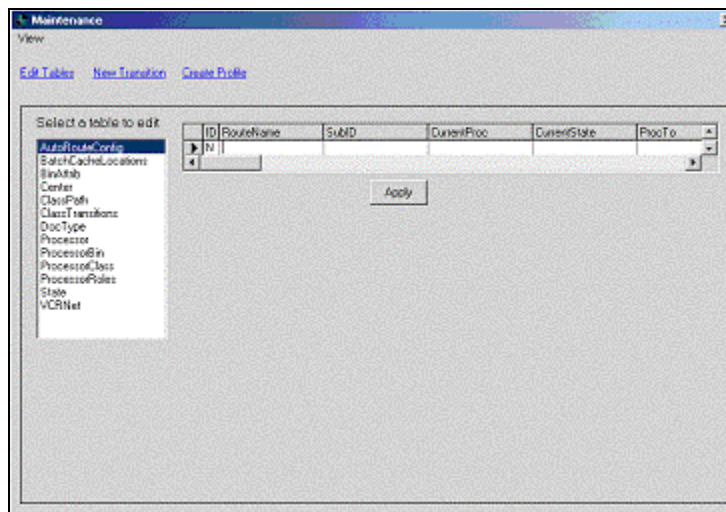 Maintenance
View
Edit Tables New Transition Create Profile
Select a table to edit
ID RouteName SubID CurrentProc CurrentState ProcTo
N
AutoRouteConfig
BatchCacheLocations
BinAttrib
Center
ClassPath
ClassTransitions
DocType
Processor
ProcessorBin
ProcessorClass
ProcessorRoles
State
VCRNet
Apply